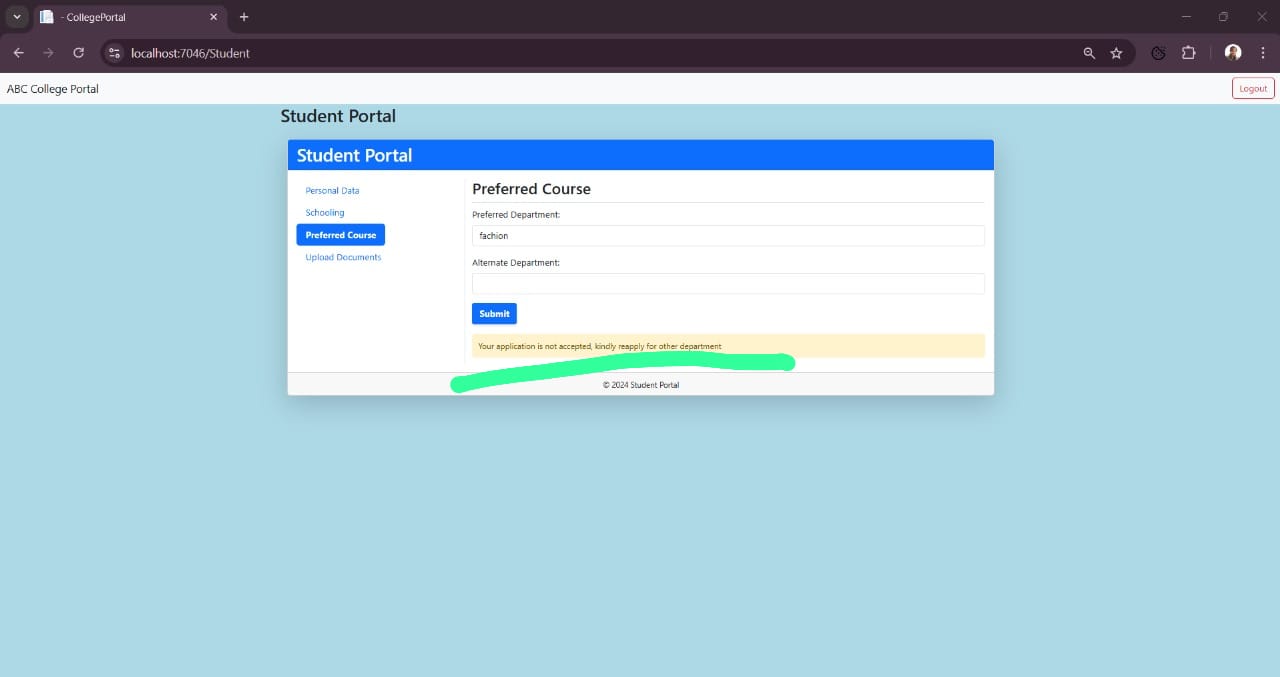 - CollegePortal
localhost:7046/Student
ABC College Portal
Logout
Student Portal
Student Portal
Personal Data
Schooling
Preferred Course
Upload Documents
Preferred Course
Preferred Department:
fachion
Alternate Department:
Submit
Your application is not accepted, kindly reapply for other department
© 2024 Student Portal